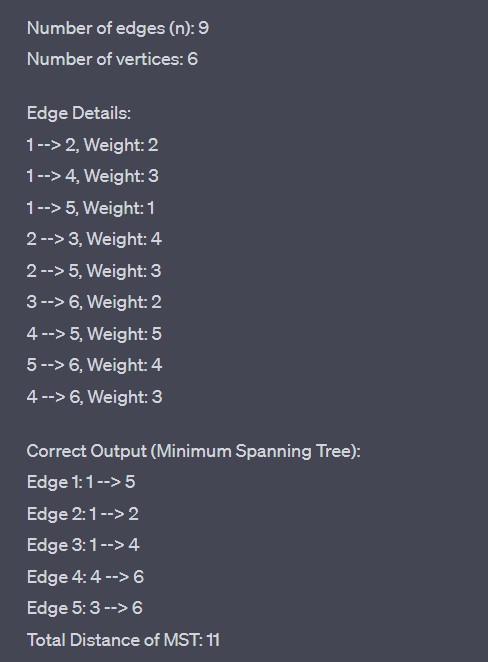 Number of edges (n): 9
Number of vertices: 6
Edge Details:
1 --> 2, Weight: 2
1 --> 4, Weight: 3
1 --> 5, Weight: 1
2 --> 3, Weight: 4
2 --> 5, Weight: 3
3 --> 6, Weight: 2
4 --> 5, Weight: 5
5 --> 6, Weight: 4
4 --> 6, Weight: 3
Correct Output (Minimum Spanning Tree):
Edge 1: 1 --> 5
Edge 2: 1 --> 2
Edge 3: 1 --> 4
Edge 4: 4 --> 6
Edge 5: 3 --> 6
Total Distance of MST: 11